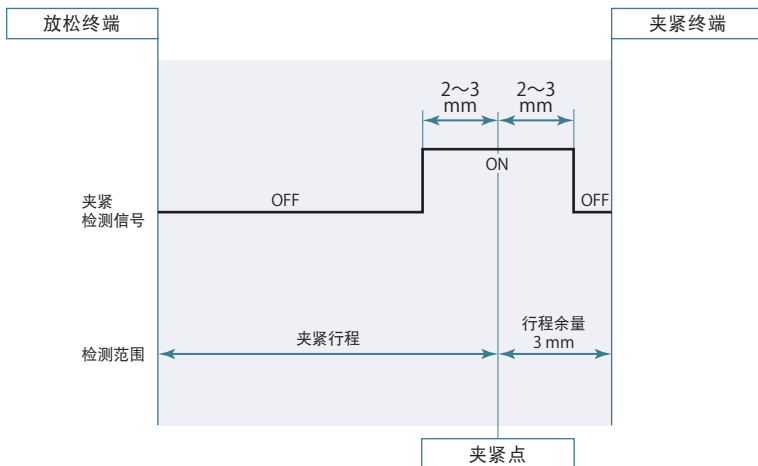 放松终端
夹紧终端
2～3
mm
2～3
mm
ON
OFF
OFF
夹紧
检测信号
夹紧行程
行程余量
3 mm
检测范围
夹紧点